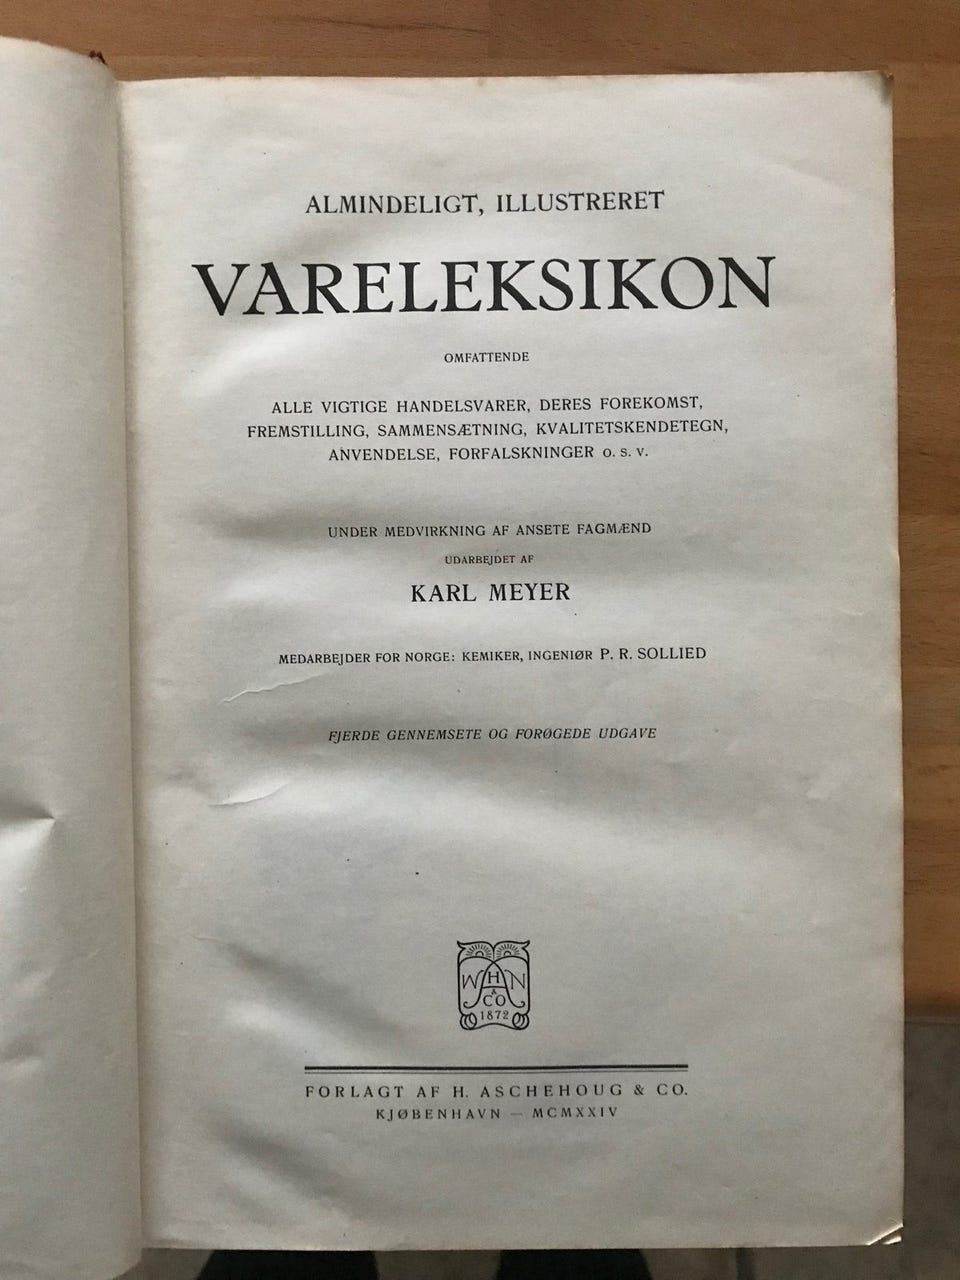 ALMINDELIGT, ILLUSTRERET
VARELEKSIKON
OMFATTENDE
ALLE VIGTIGE HANDELSVARER, DERES FOREKOMST,
FREMSTILLING, SAMMENSÆTNING, KVALITETSKENDETEGN,
ANVENDELSE, FORFALSKNINGER O. S. V.
UNDER MEDVIRKNING AF ANSETE FAGMÆND
UDARBEJDET AF
KARL MEYER
MEDARBEJDER FOR NORGE: KEMIKER, INGENIØR P. R. SOLLIED
FJERDE GENNEMSETE OG FORØGEDE UDGAVE
W H N
& CO
1872
FORLAGT AF H. ASCHEHOUG & CO.
KJØBENHAVN — MCMXXIV